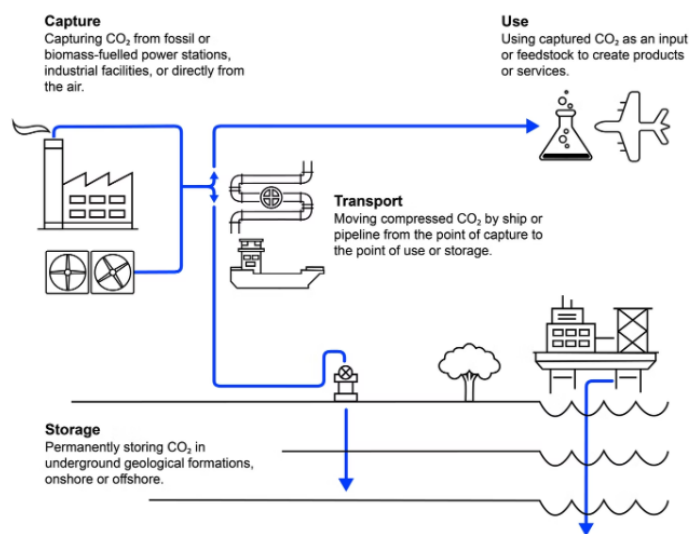 Capture
Capturing CO₂ from fossil or
biomass-fuelled power stations,
industrial facilities, or directly from
the air.
Use
Using captured CO₂ as an input
or feedstock to create products
or services.
Transport
Moving compressed CO₂ by ship or
pipeline from the point of capture to
the point of use or storage.
Storage
Permanently storing CO₂ in
underground geological formations,
onshore or offshore.